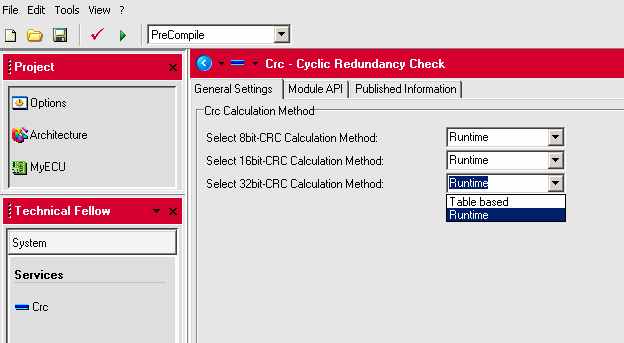 File Edit Tools View ?
PreCompile
Project
Options
Architecture
MyECU
Technical Fellow
System
Services
Crc
Crc - Cyclic Redundancy Check
General Settings Module API Published Information
Crc Calculation Method
Select 8bit-CRC Calculation Method: Runtime
Select 16bit-CRC Calculation Method: Runtime
Select 32bit-CRC Calculation Method: Runtime
Table based
Runtime